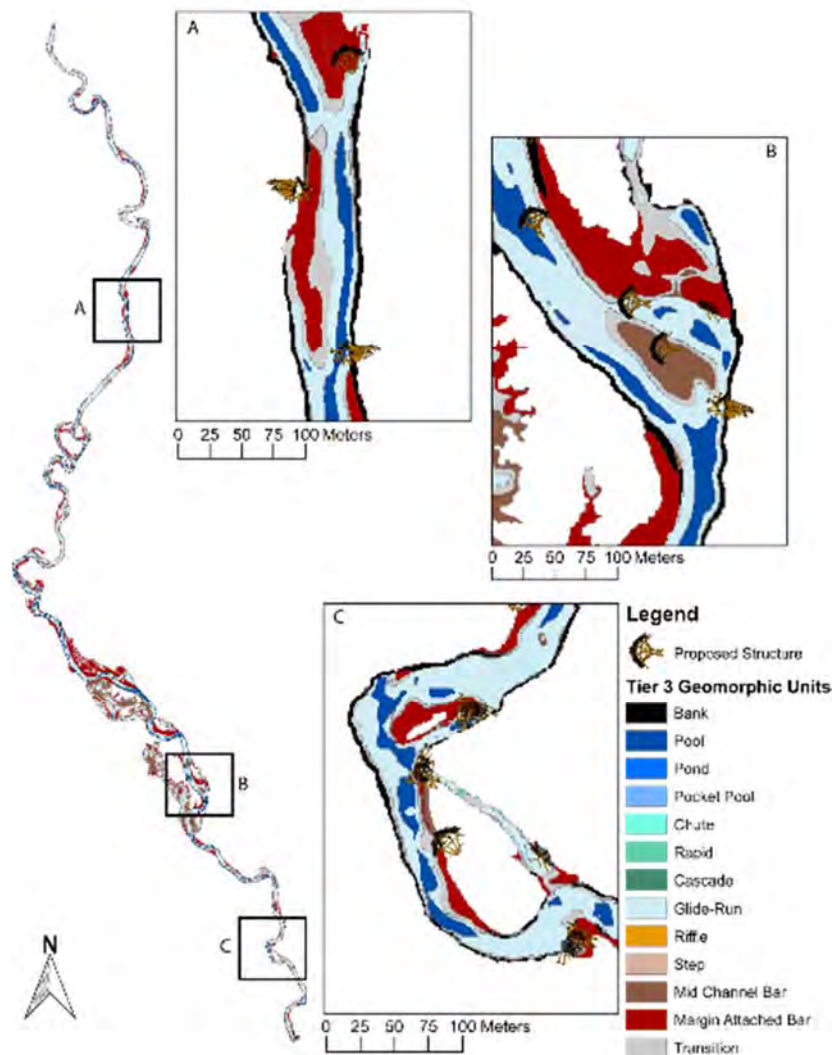 A
B
A
0 25 50 75 100 Meters
0 25 50 75 100 Meters
C
B
C
N
0 25 50 75 100 Meters
Legend
Proposed Structure
Tier 3 Geomorphic Units
Bank
Pool
Pond
Pocket Pool
Chute
Rapid
Cascade
Glide-Run
Riffle
Step
Mid Channel Bar
Margin Attached Bar
Transition